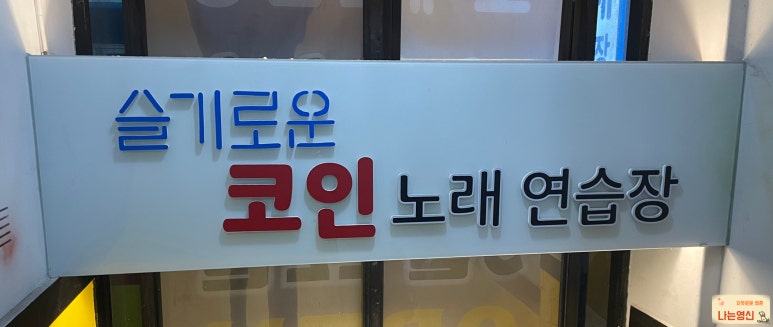 슬기로운
코인 노래 연습장
나는영신